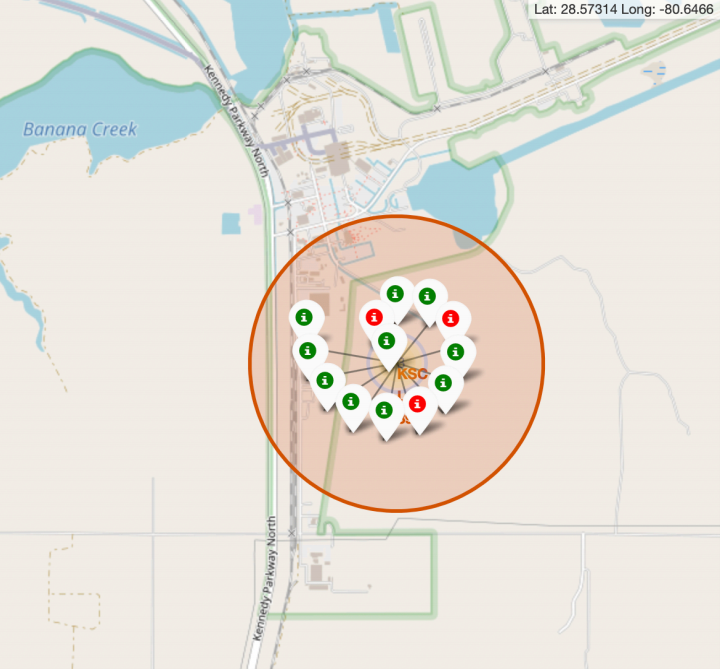 Lat: 28.57314 Long: -80.6466
Kennedy Parkway North
Banana Creek
KSC
Kennedy Parkway North